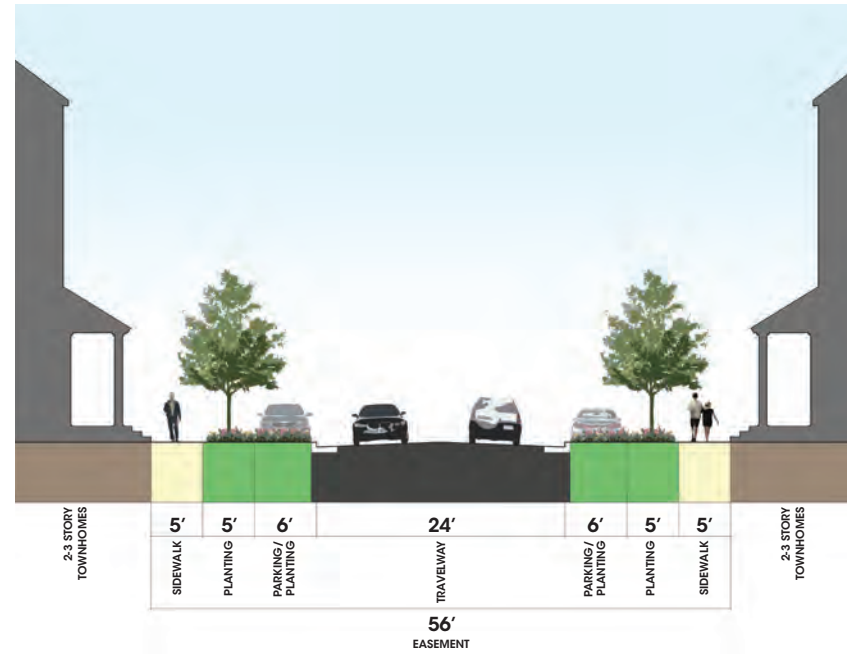 5’
5’
6’
24’
6’
5’
5’
2-3 STORY
TOWNHOMES
SIDEWALK
PLANTING
PARKING/
PLANTING
TRAVELWAY
PARKING/
PLANTING
PLANTING
SIDEWALK
2-3 STORY
TOWNHOMES
56’
EASEMENT